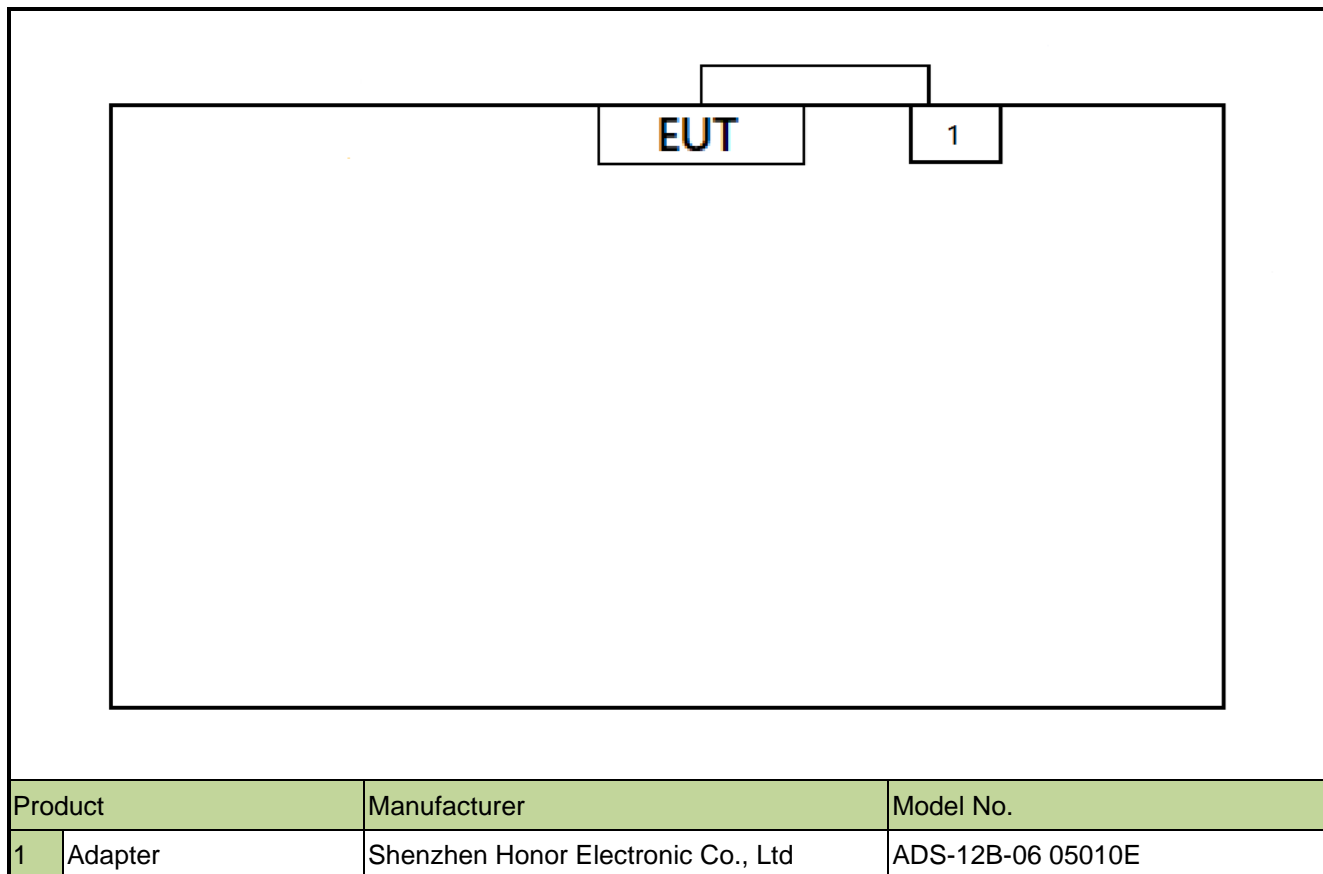 EUT 1
Product Manufacturer Model No.
1 Adapter Shenzhen Honor Electronic Co., Ltd ADS-12B-06 05010E